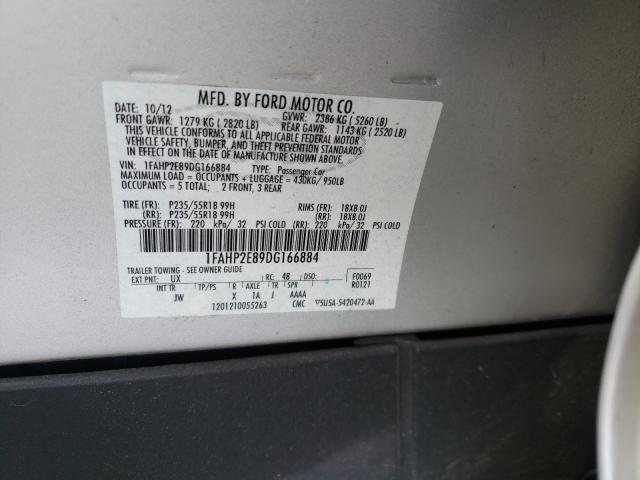 MFD. BY FORD MOTOR CO.
DATE: 10/12 GVWR: 2386 KG ( 5260 LB)
FRONT GAWR: 1279 KG ( 2820 LB) REAR GAWR: 1143 KG ( 2520 LB)
THIS VEHICLE CONFORMS TO ALL APPLICABLE FEDERAL MOTOR
VEHICLE SAFETY, BUMPER, AND THEFT PREVENTION STANDARDS
IN EFFECT ON THE DATE OF MANUFACTURE SHOWN ABOVE.
VIN: 1FAHP2E89DG166884 TYPE: Passenger Car
MAXIMUM LOAD = OCCUPANTS + LUGGAGE = 430KG/ 950LB
OCCUPANTS = 5 TOTAL: 2 FRONT, 3 REAR
TIRE (FR): P235/55R18 99H RIMS (FR): 18X8.0J
(RR): P235/55R18 99H (RR): 18X8.0J
PRESSURE (FR): 220 kPa/ 32 PSI COLD (RR): 220 kPa/ 32 PSI COLD
1FAHP2E89DG166884
TRAILER TOWING - SEE OWNER GUIDE
EXT PNT: UX RC: 48 DSO: F0069
R0121
INT TR TP/PS R AXLE TR SPR
JW X 1A J AAAA
1201210055263 CMC 5USA-5420472-AA